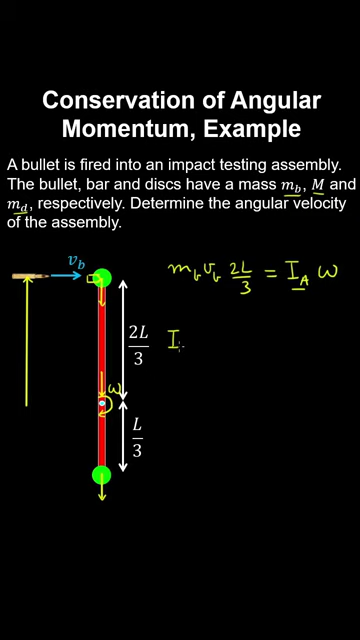 Conservation of Angular
Momentum, Example
A bullet is fired into an impact testing assembly.
The bullet, bar and discs have a mass m_b, M and
m_d, respectively. Determine the angular velocity
of the assembly.
v_b
m_b v_b 2L/3 = I_A ω
2L/3
I
ω
L/3